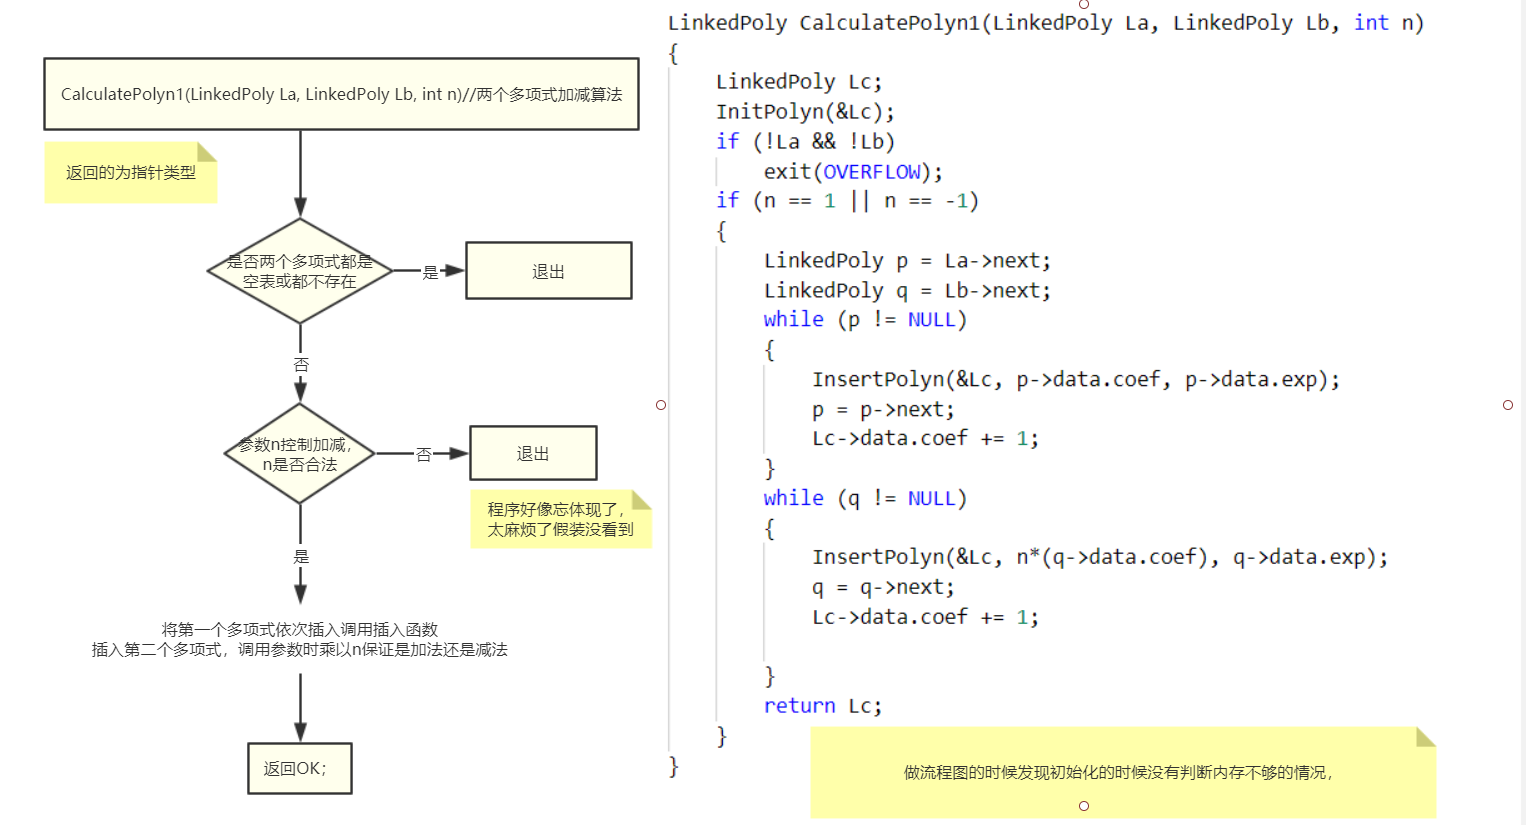 CalculatePolyn1(LinkedPoly La, LinkedPoly Lb, int n)//两个多项式加减算法
返回的为指针类型
是否两个多项式都是
空表或都不存在
是
退出
否
参数n控制加减，
n是否合法
否
退出
程序好像忘体现了，
太麻烦了假装没看到
是
将第一个多项式依次插入调用插入函数
插入第二个多项式，调用参数时乘以n保证是加法还是减法
返回OK；
LinkedPoly CalculatePolyn1(LinkedPoly La, LinkedPoly Lb, int n)
{
LinkedPoly Lc;
InitPolyn(&Lc);
if (!La && !Lb)
exit(OVERFLOW);
if (n == 1 || n == -1)
{
LinkedPoly p = La->next;
LinkedPoly q = Lb->next;
while (p != NULL)
{
InsertPolyn(&Lc, p->data.coef, p->data.exp);
p = p->next;
Lc->data.coef += 1;
}
while (q != NULL)
{
InsertPolyn(&Lc, n*(q->data.coef), q->data.exp);
q = q->next;
Lc->data.coef += 1;
}
return Lc;
}
}
做流程图的时候发现初始化的时候没有判断内存不够的情况，